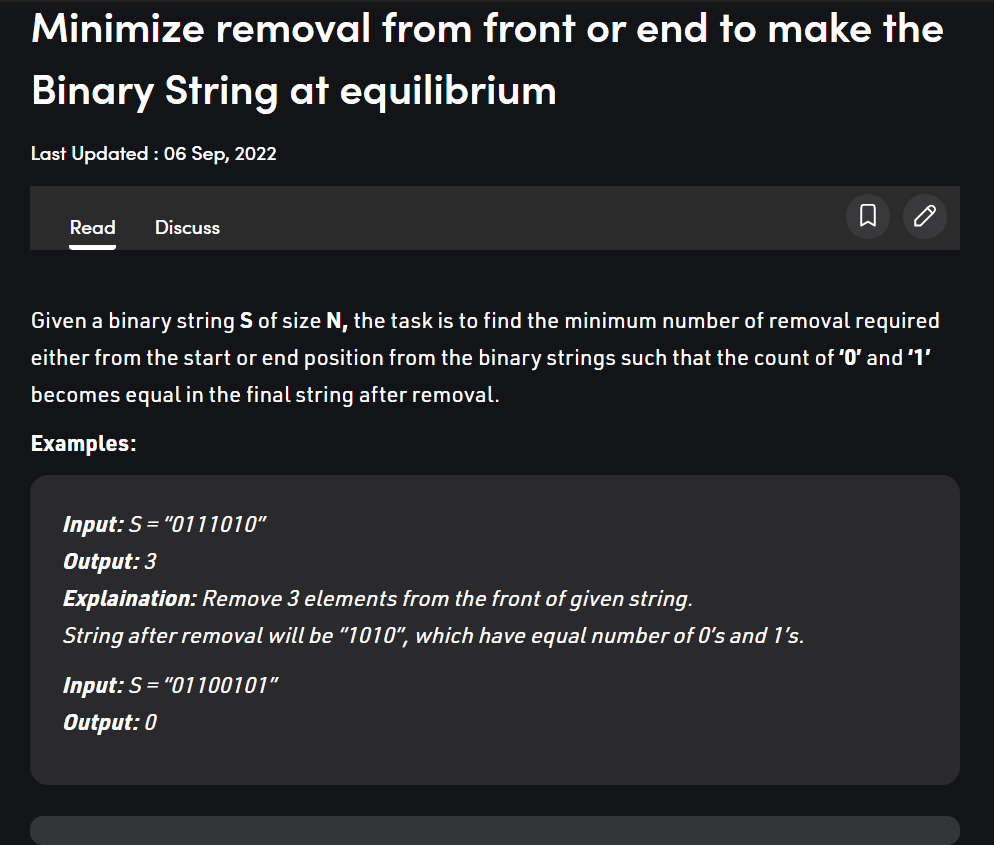 Minimize removal from front or end to make the
Binary String at equilibrium
Last Updated : 06 Sep, 2022
Read Discuss
Given a binary string S of size N, the task is to find the minimum number of removal required
either from the start or end position from the binary strings such that the count of ‘0’ and ‘1’
becomes equal in the final string after removal.
Examples:
Input: S = “0111010”
Output: 3
Explaination: Remove 3 elements from the front of given string.
String after removal will be “1010”, which have equal number of 0’s and 1’s.
Input: S = “01100101”
Output: 0